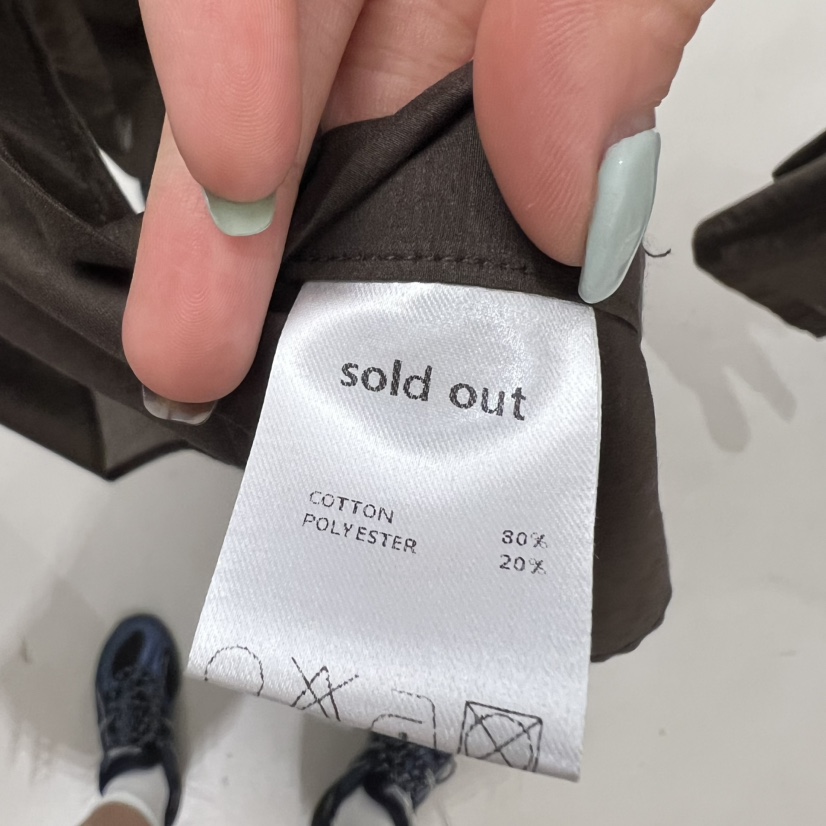 sold out
COTTON 80%
POLYESTER 20%